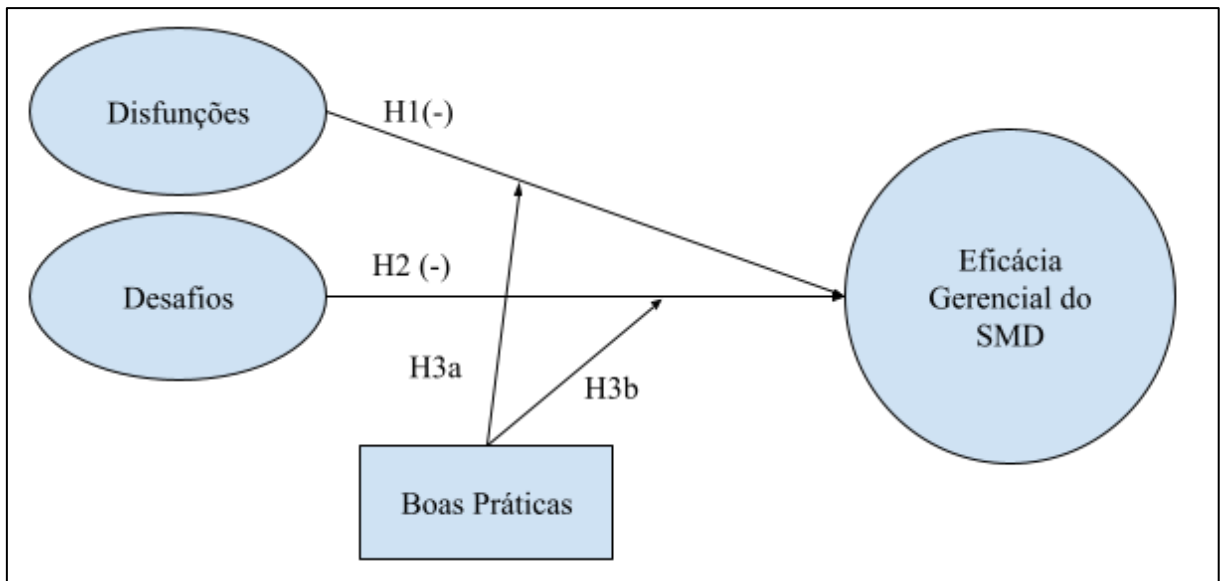 Disfunções
H1(-)
Desafios
H2 (-)
Eficácia
Gerencial do
SMD
H3a
H3b
Boas Práticas